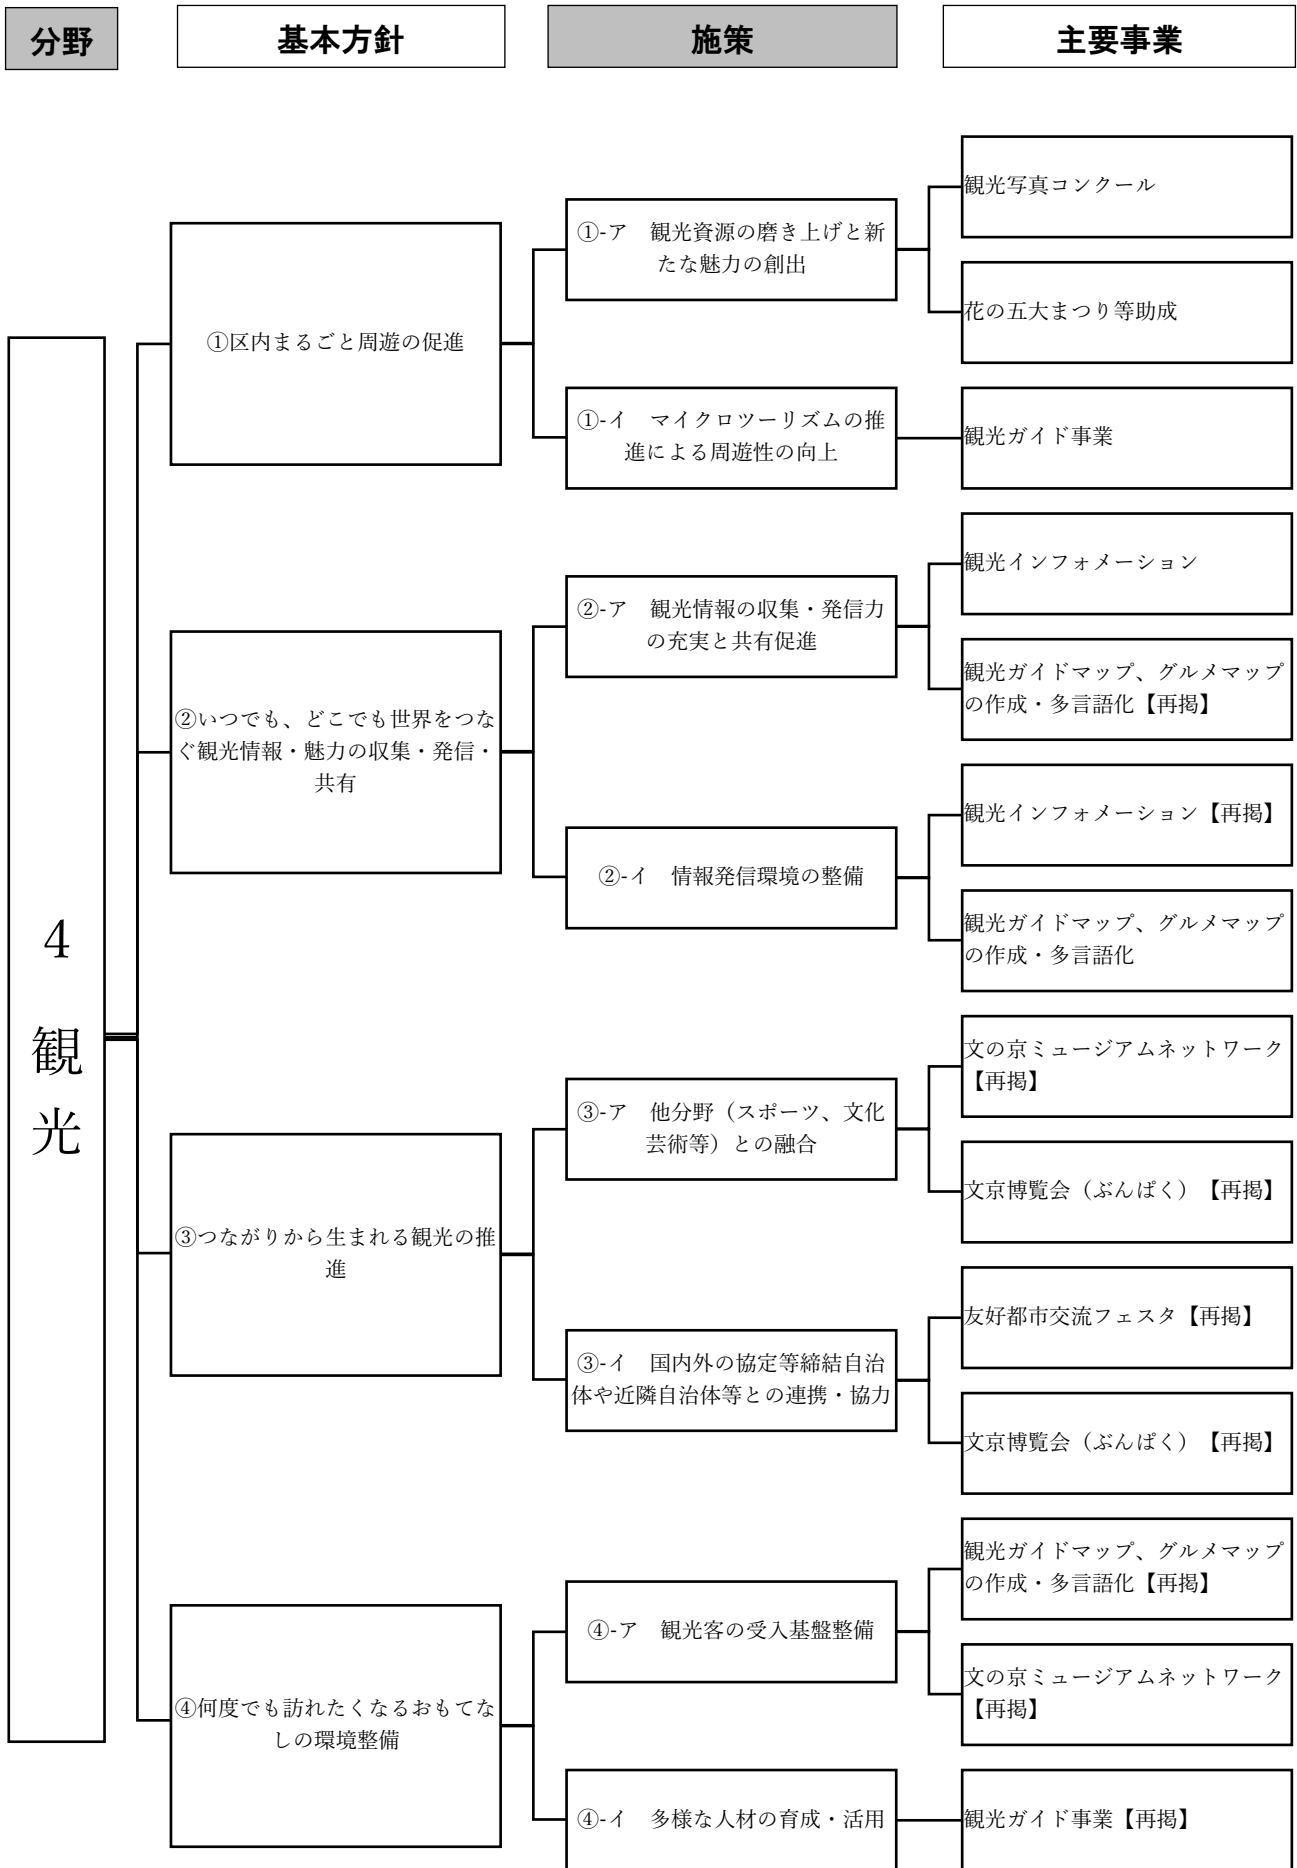 分野
基本方針
施策
主要事業
4
観
光
①区内まるごと周遊の促進
①-ア　観光資源の磨き上げと新
たな魅力の創出
観光写真コンクール
花の五大まつり等助成
①-イ　マイクロツーリズムの推
進による周遊性の向上
観光ガイド事業
②いつでも、どこでも世界をつな
ぐ観光情報・魅力の収集・発信・
共有
②-ア　観光情報の収集・発信力
の充実と共有促進
観光インフォメーション
観光ガイドマップ、グルメマップ
の作成・多言語化【再掲】
②-イ　情報発信環境の整備
観光インフォメーション【再掲】
観光ガイドマップ、グルメマップ
の作成・多言語化
③つながりから生まれる観光の推
進
③-ア　他分野（スポーツ、文化
芸術等）との融合
文の京ミュージアムネットワーク
【再掲】
文京博覧会（ぶんぱく）【再掲】
③-イ　国内外の協定等締結自治
体や近隣自治体等との連携・協力
友好都市交流フェスタ【再掲】
文京博覧会（ぶんぱく）【再掲】
④何度でも訪れたくなるおもてな
しの環境整備
④-ア　観光客の受入基盤整備
観光ガイドマップ、グルメマップ
の作成・多言語化【再掲】
文の京ミュージアムネットワーク
【再掲】
④-イ　多様な人材の育成・活用
観光ガイド事業【再掲】